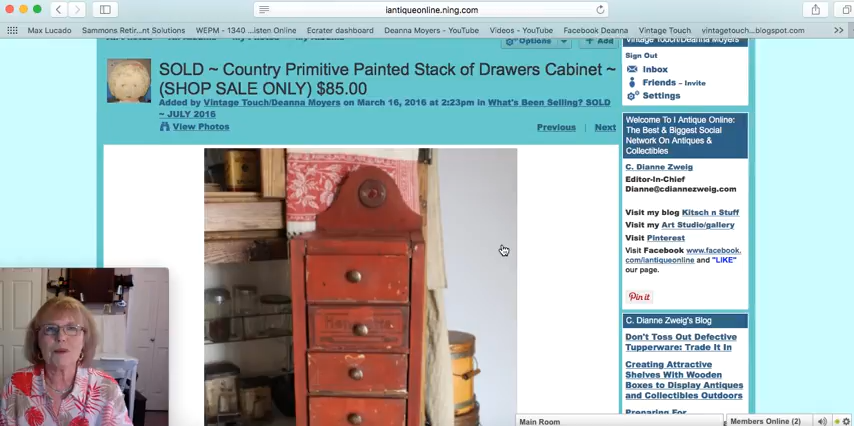 iantiqueonline.ning.com
Max Lucado
Sammons Retir...nt Solutions
WEPM - 1340 ...isten Online
Ecrater dashboard
Deanna Moyers - YouTube
Videos - YouTube
Facebook Deanna
Vintage Touch
vintagetouch...blogspot.com
Options
+ Add
SOLD ~ Country Primitive Painted Stack of Drawers Cabinet ~
(SHOP SALE ONLY) $85.00
Added by Vintage Touch/Deanna Moyers on March 16, 2016 at 2:23pm in What's Been Selling? SOLD
~ JULY 2016
View Photos
Previous | Next
Vintage Touch/Deanna Moyers
Sign Out
Inbox
Friends – Invite
Settings
Welcome To I Antique Online:
The Best & Biggest Social
Network On Antiques &
Collectibles
C. Dianne Zweig
Editor-In-Chief
Dianne@cdiannezweig.com
Visit my blog Kitsch n Stuff
Visit my Art Studio/gallery
Visit Pinterest
Visit Facebook www.facebook.
com/iantiqueonline and "LIKE"
our page.
Pin it
C. Dianne Zweig's Blog
Don't Toss Out Defective
Tupperware: Trade It In
Creating Attractive
Shelves With Wooden
Boxes to Display Antiques
and Collectibles Outdoors
Preparing For
Main Room
Members Online (2)